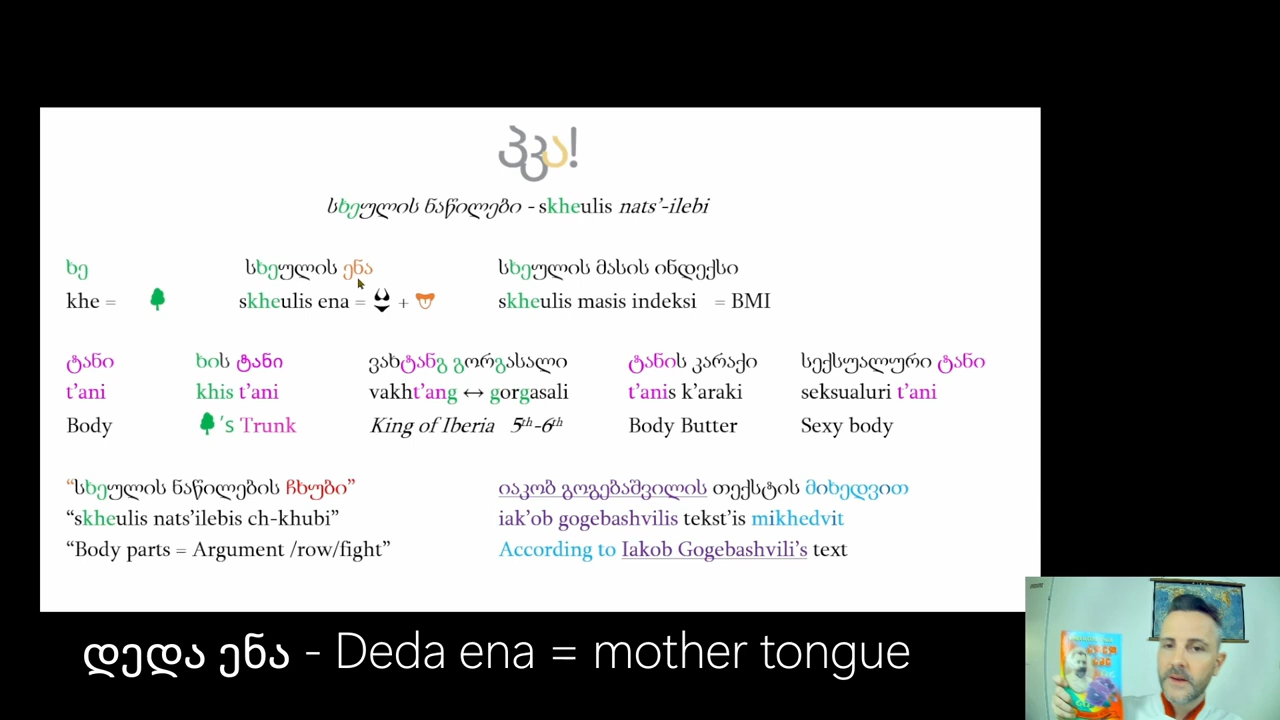 ჰჰა!
სხეულის ნაწილები - skheulis nats’-ilebi
ხე სხეულის ენა სხეულის მასის ინდექსი
khe = skheulis ena = + skheulis masis indeksi = BMI
ტანი ხის ტანი ვახტანგ გორგასალი ტანის კარაქი სექსუალური ტანი
t’ani khis t’ani vakht’ang ↔ gorgasali t’anis k’araki seksualuri t’ani
Body ’s Trunk King of Iberia 5th-6th Body Butter Sexy body
“სხეულის ნაწილების ჩხუბი” იაკობ გოგებაშვილის თექსტის მიხედვით
“skheulis nats’ilebis ch-khubi” iak’ob gogebashvilis tekst’is mikhedvit
“Body parts = Argument /row/fight” According to Iakob Gogebashvili’s text
დედა ენა - Deda ena = mother tongue